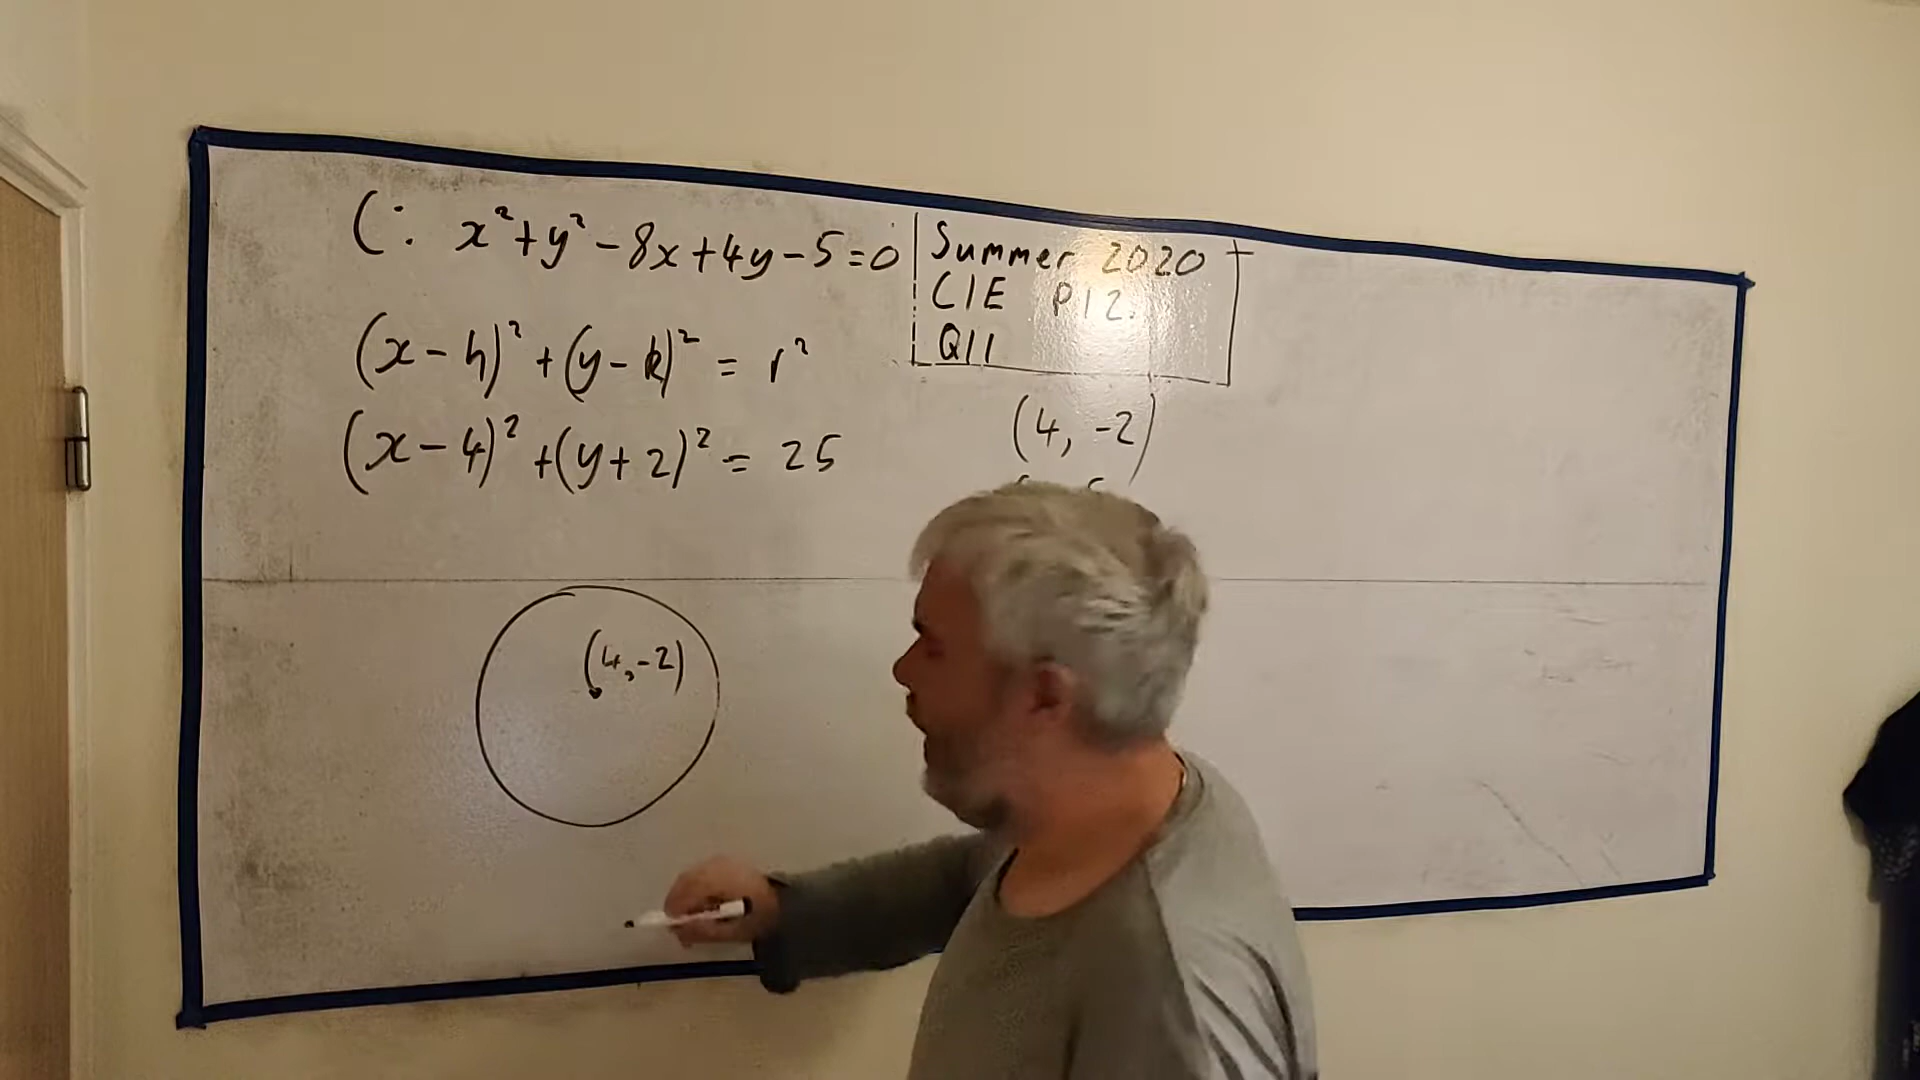 C: x²+y²-8x+4y-5=0
Summer 2020
CIE P12.
Q11
(x-h)²+(y-k)²=r²
(x-4)²+(y+2)²=25
(4, -2)
(4, -2)